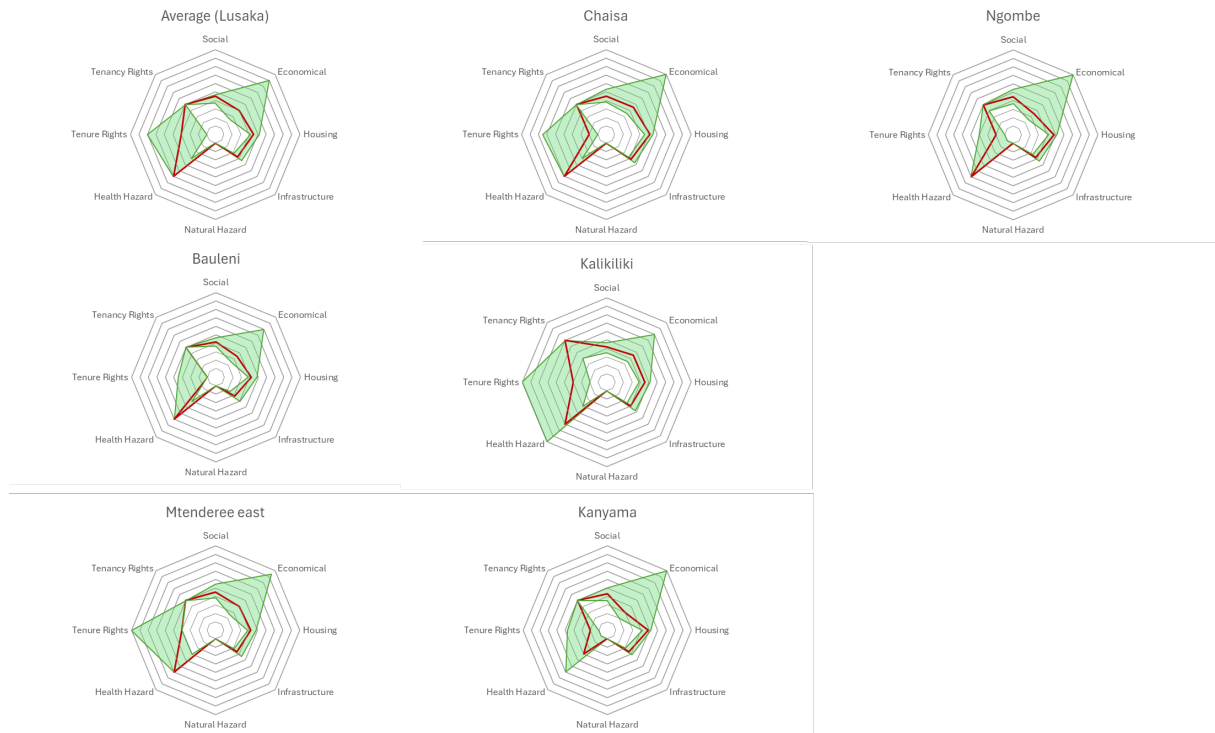 Average (Lusaka)
Social
Tenancy Rights
Economical
Tenure Rights
Housing
Health Hazard
Infrastructure
Natural Hazard
Chaisa
Social
Tenancy Rights
Economical
Tenure Rights
Housing
Health Hazard
Infrastructure
Natural Hazard
Ngombe
Social
Tenancy Rights
Economical
Tenure Rights
Housing
Health Hazard
Infrastructure
Natural Hazard
Bauleni
Social
Tenancy Rights
Economical
Tenure Rights
Housing
Health Hazard
Infrastructure
Natural Hazard
Kalikiliki
Social
Tenancy Rights
Economical
Tenure Rights
Housing
Health Hazard
Infrastructure
Natural Hazard
Mtenderee east
Social
Tenancy Rights
Economical
Tenure Rights
Housing
Health Hazard
Infrastructure
Natural Hazard
Kanyama
Social
Tenancy Rights
Economical
Tenure Rights
Housing
Health Hazard
Infrastructure
Natural Hazard